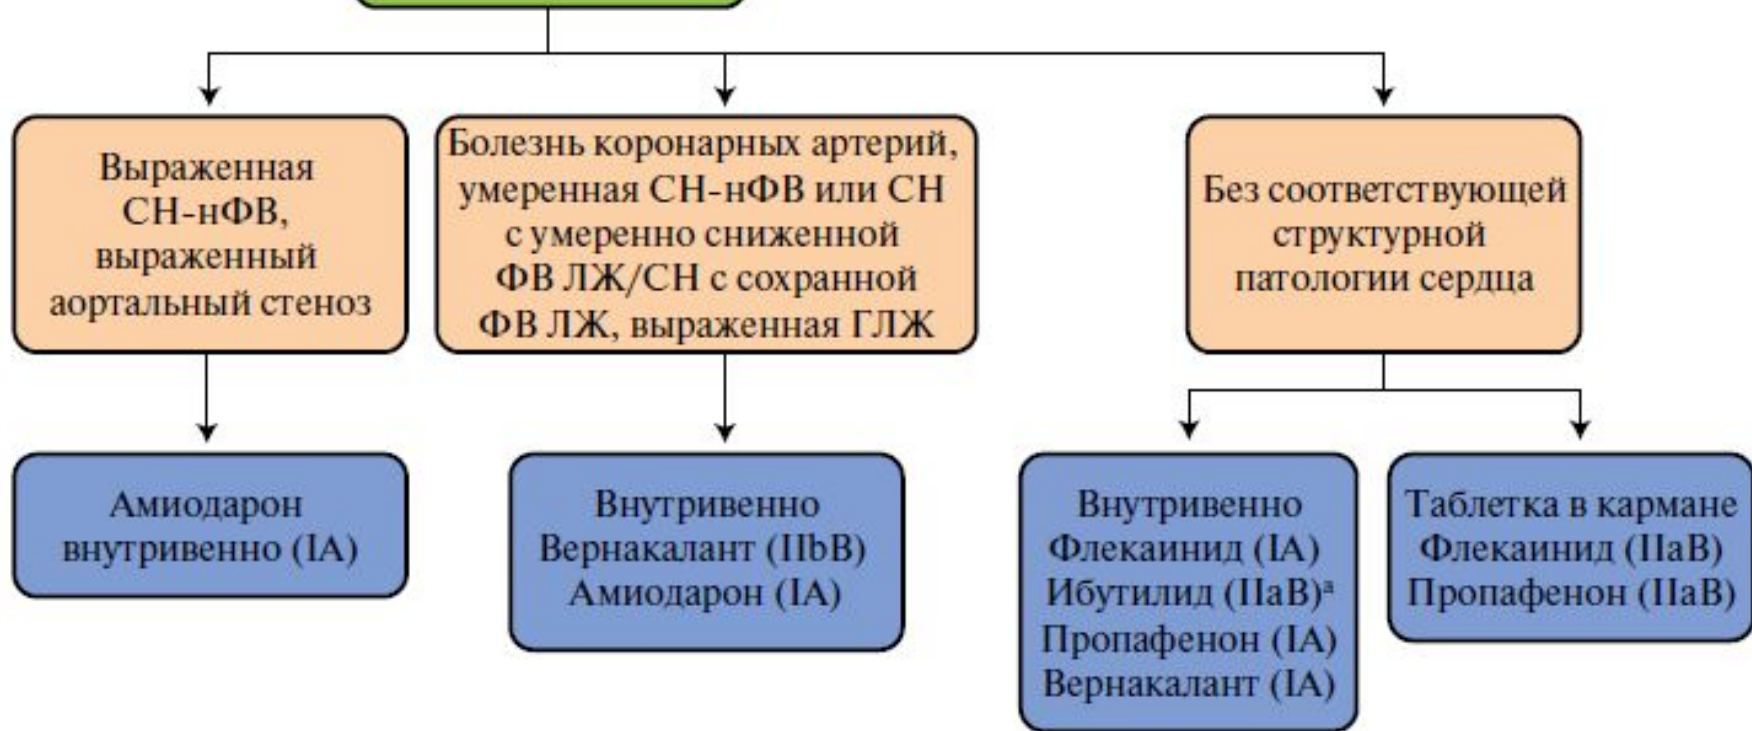 Выраженная
СН-нФВ,
выраженный
аортальный стеноз
Болезнь коронарных артерий,
умеренная СН-нФВ или СН
с умеренно сниженной
ФВ ЛЖ/СН с сохранной
ФВ ЛЖ, выраженная ГЛЖ
Без соответствующей
структурной
патологии сердца
Амиодарон
внутривенно (IA)
Внутривенно
Вернакалант (IIbB)
Амиодарон (IA)
Внутривенно
Флекаинид (IA)
Ибутилид (IIaB)ᵃ
Пропафенон (IA)
Вернакалант (IA)
Таблетка в кармане
Флекаинид (IIaB)
Пропафенон (IIaB)